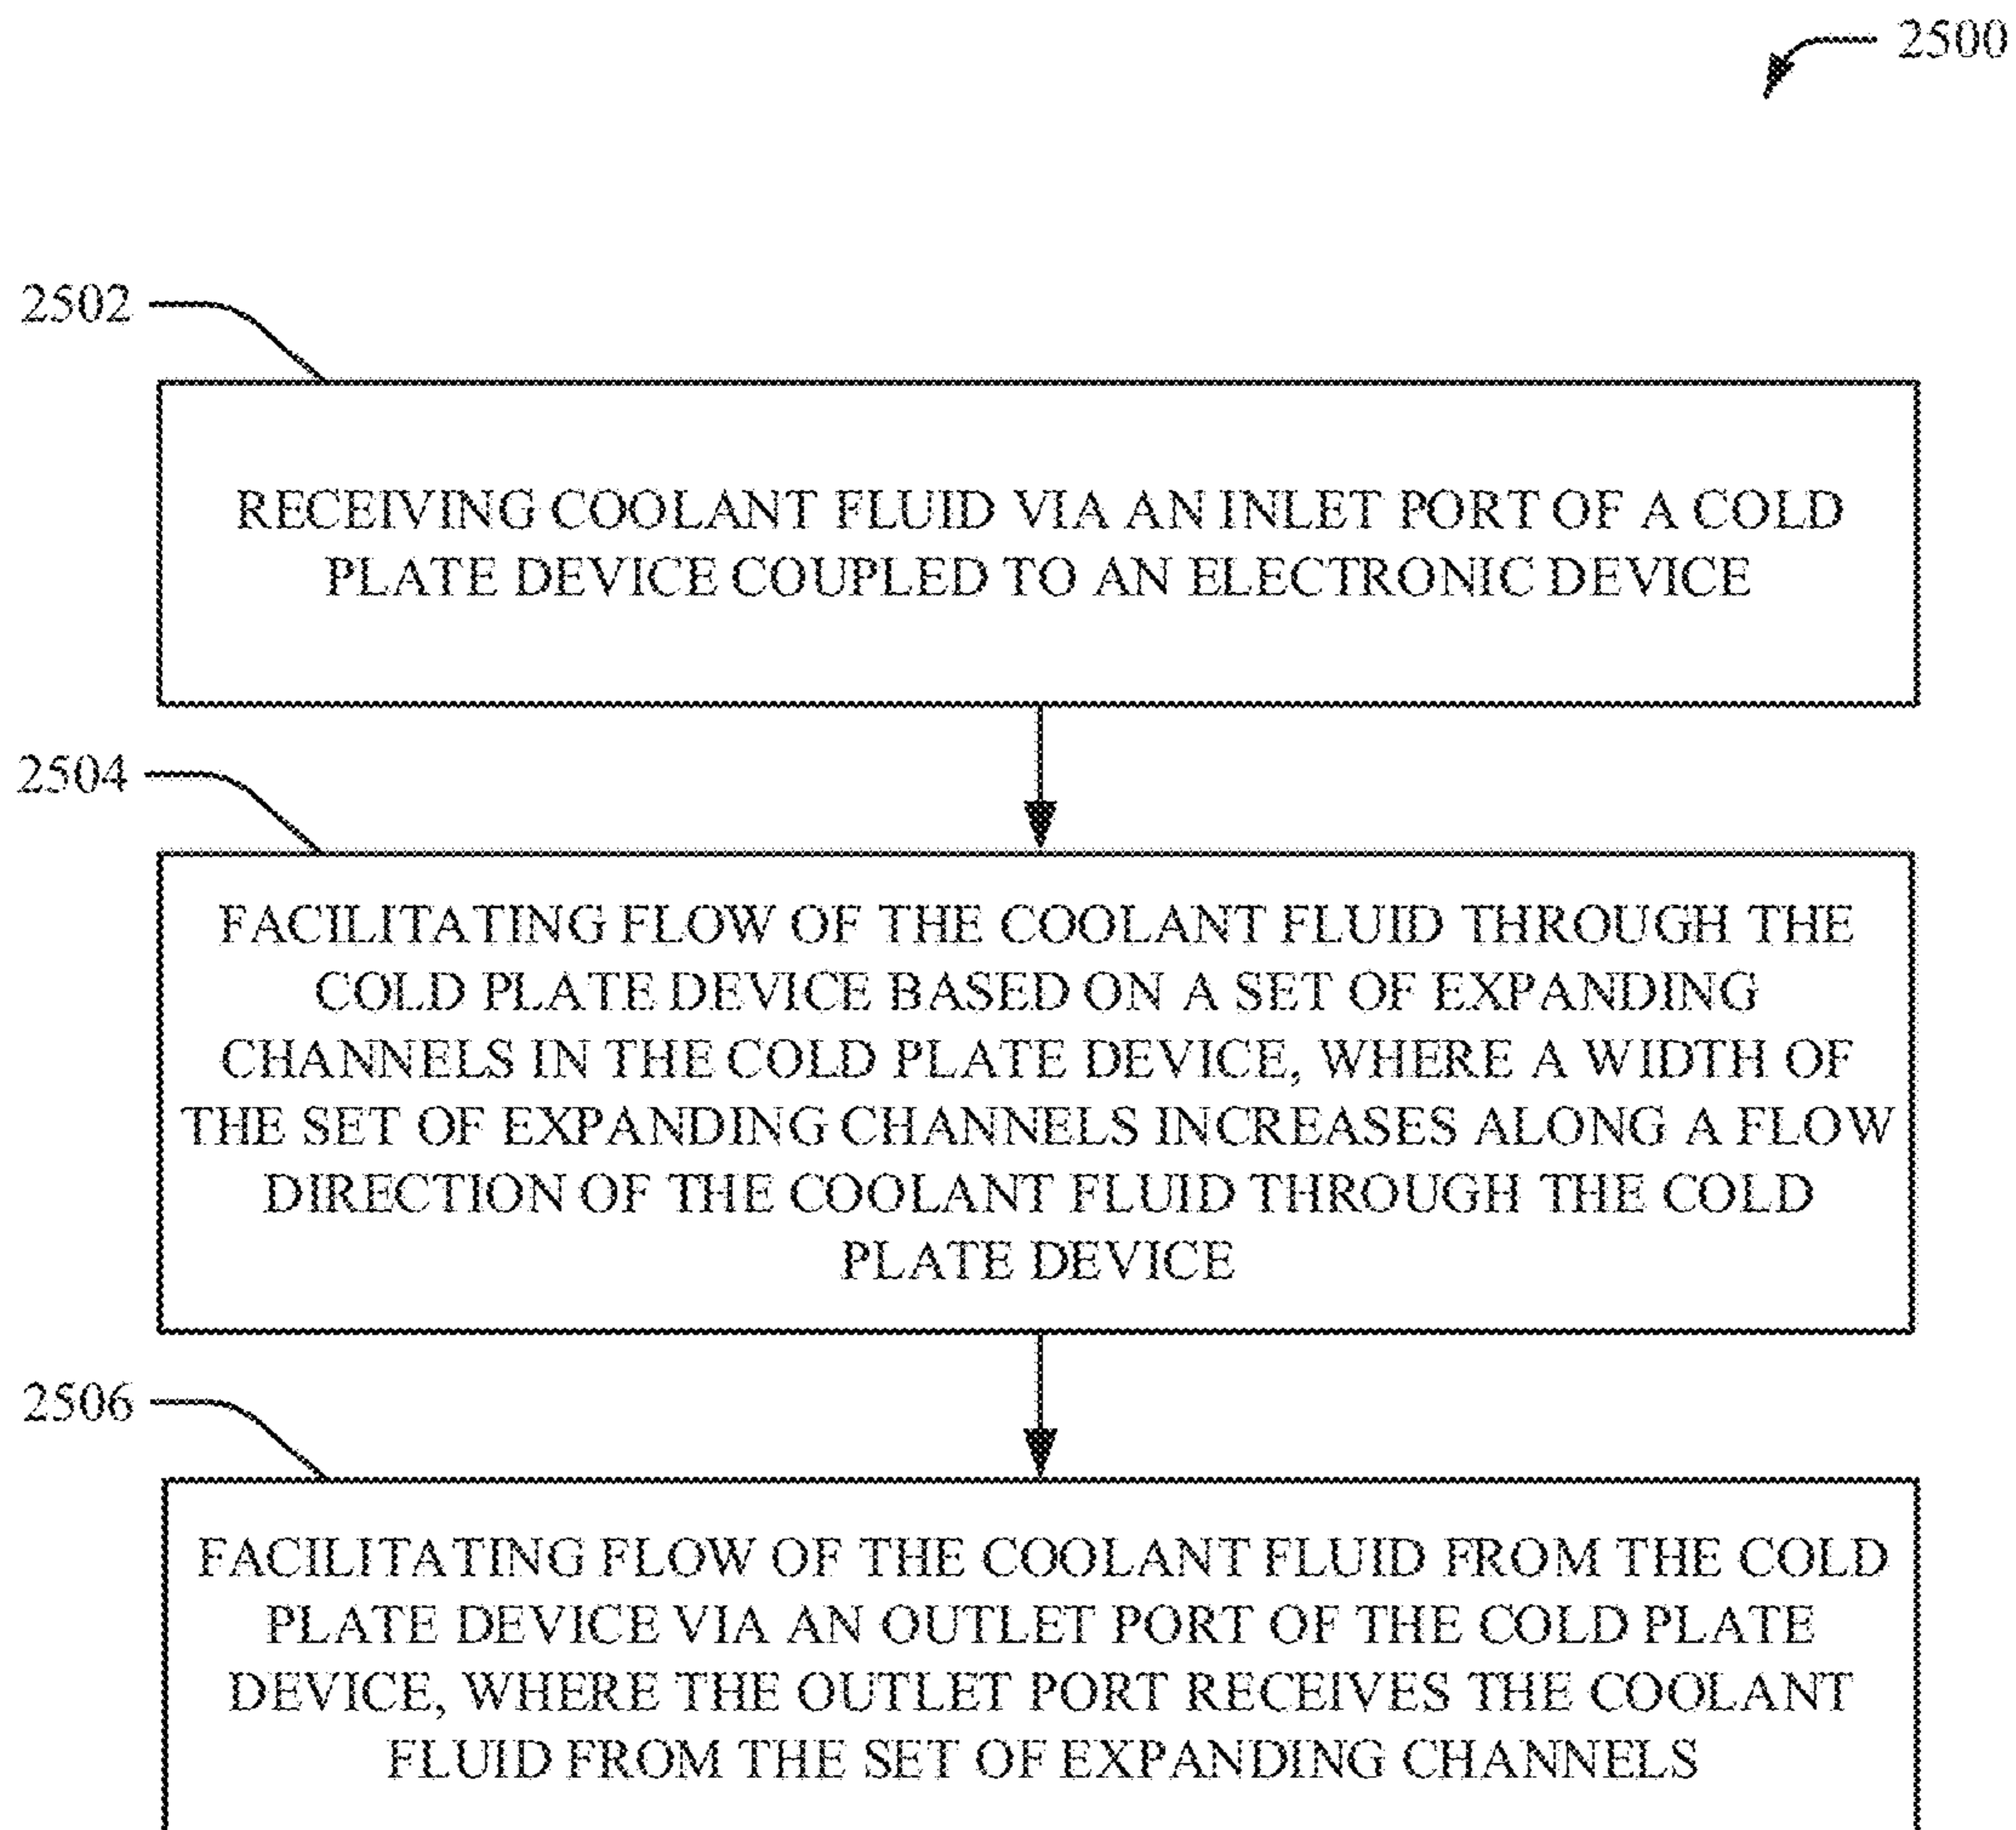 2500
2502
RECEIVING COOLANT FLUID VIA AN INLET PORT OF A COLD
PLATE DEVICE COUPLED TO AN ELECTRONIC DEVICE
2504
FACILITATING FLOW OF THE COOLANT FLUID THROUGH THE
COLD PLATE DEVICE BASED ON A SET OF EXPANDING
CHANNELS IN THE COLD PLATE DEVICE, WHERE A WIDTH OF
THE SET OF EXPANDING CHANNELS INCREASES ALONG A FLOW
DIRECTION OF THE COOLANT FLUID THROUGH THE COLD
PLATE DEVICE
2506
FACILITATING FLOW OF THE COOLANT FLUID FROM THE COLD
PLATE DEVICE VIA AN OUTLET PORT OF THE COLD PLATE
DEVICE, WHERE THE OUTLET PORT RECEIVES THE COOLANT
FLUID FROM THE SET OF EXPANDING CHANNELS